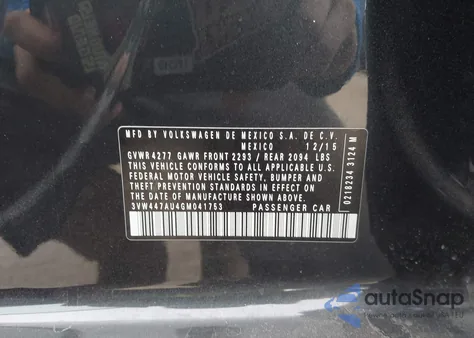 MFD BY VOLKSWAGEN DE MEXICO S.A. DE C.V.
MEXICO 12/15
GVWR4277 GAWR FRONT 2293 / REAR 2094 LBS
THIS VEHICLE CONFORMS TO ALL APPLICABLE U.S.
FEDERAL MOTOR VEHICLE SAFETY, BUMPER AND
THEFT PREVENTION STANDARDS IN EFFECT ON
THE DATE OF MANUFACTURE SHOWN ABOVE.
3VW447AU4GM041753 PASSENGER CAR
0218234 3124 M
autoSnap